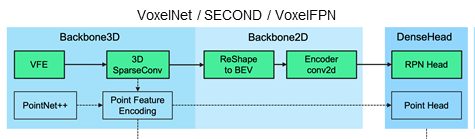 VoxelNet / SECOND / VoxelFPN
Backbone3D
Backbone2D
DenseHead
VFE
3D
SparseConv
ReShape
to BEV
Encoder
conv2d
RPN Head
PointNet++
Point Feature
Encoding
Point Head